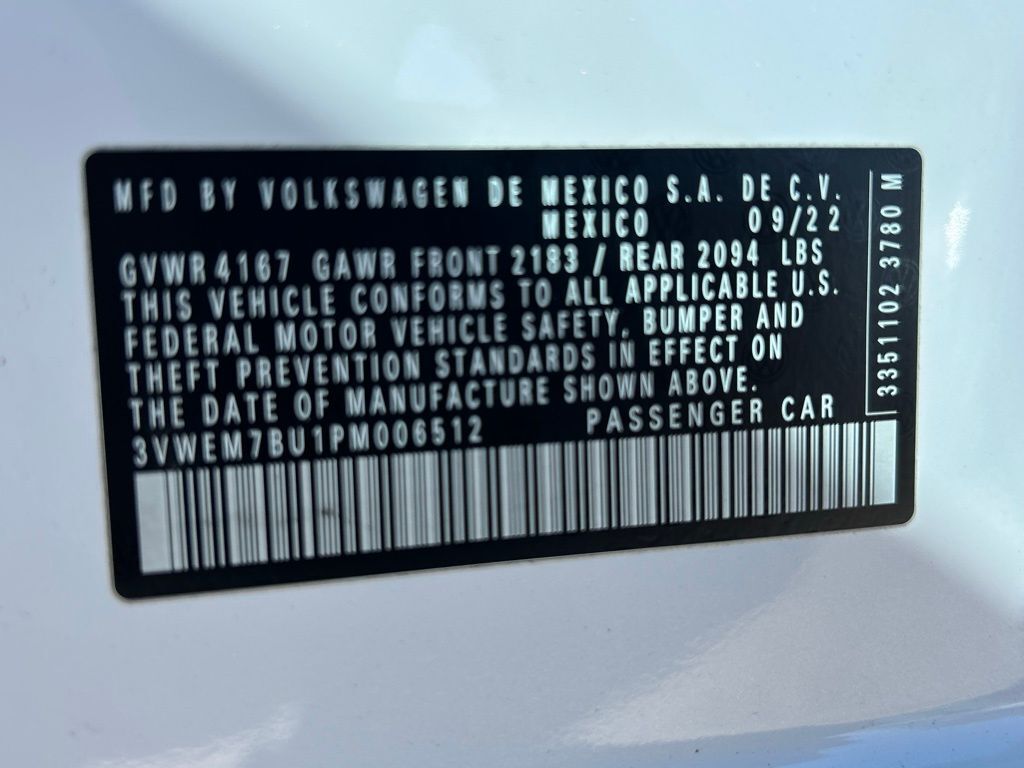 MFD BY VOLKSWAGEN DE MEXICO S.A. DE C.V.
MEXICO 09/22
GVWR 4167 GAWR FRONT 2183 / REAR 2094 LBS
THIS VEHICLE CONFORMS TO ALL APPLICABLE U.S.
FEDERAL MOTOR VEHICLE SAFETY, BUMPER AND
THEFT PREVENTION STANDARDS IN EFFECT ON
THE DATE OF MANUFACTURE SHOWN ABOVE.
3VWEM7BU1PM006512 PASSENGER CAR
3351102 3780 M